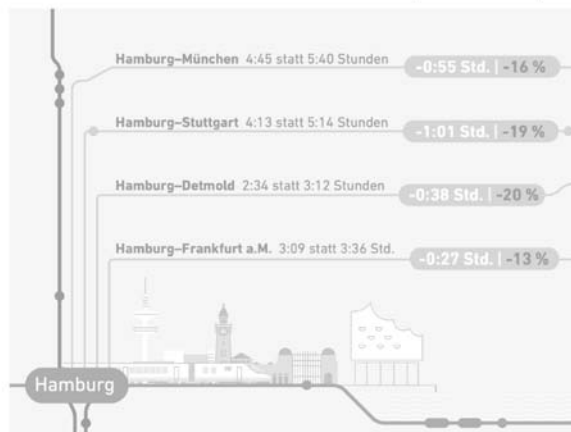 Hamburg–München 4:45 statt 5:40 Stunden -0:55 Std. | -16 %
Hamburg–Stuttgart 4:13 statt 5:14 Stunden -1:01 Std. | -19 %
Hamburg–Detmold 2:34 statt 3:12 Stunden -0:38 Std. | -20 %
Hamburg–Frankfurt a.M. 3:09 statt 3:36 Std. -0:27 Std. | -13 %
Hamburg